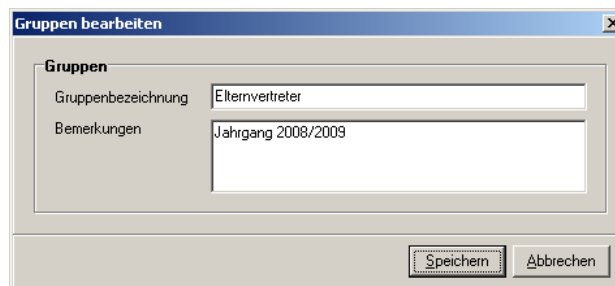 Gruppen bearbeiten
Gruppen
Gruppenbezeichnung Elternvertreter
Bemerkungen Jahrgang 2008/2009
Speichern Abbrechen